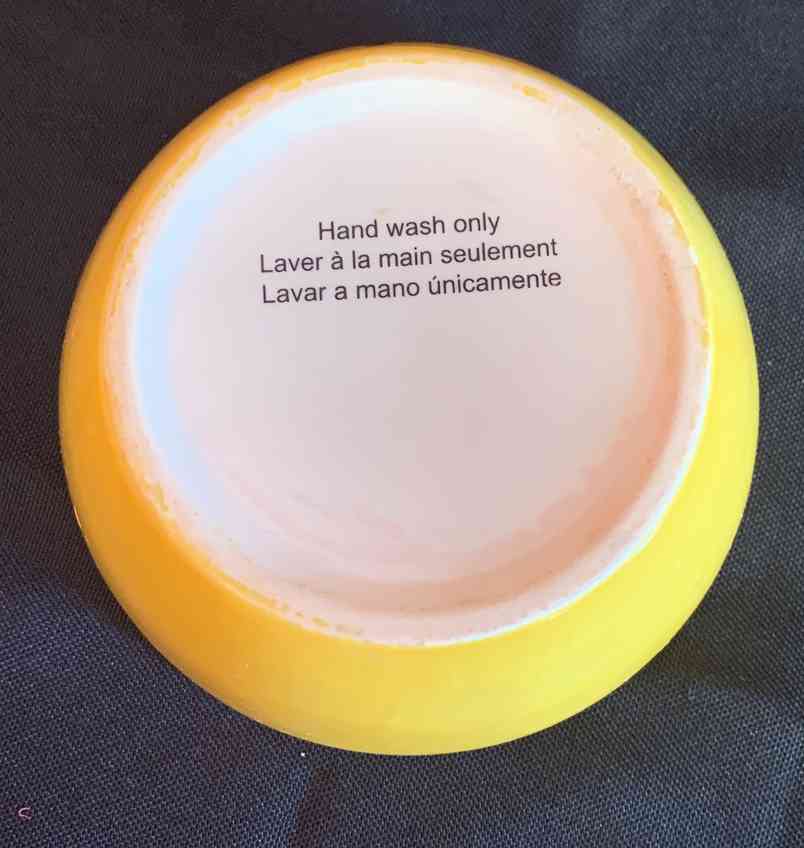 Hand wash only
Laver à la main seulement
Lavar a mano únicamente